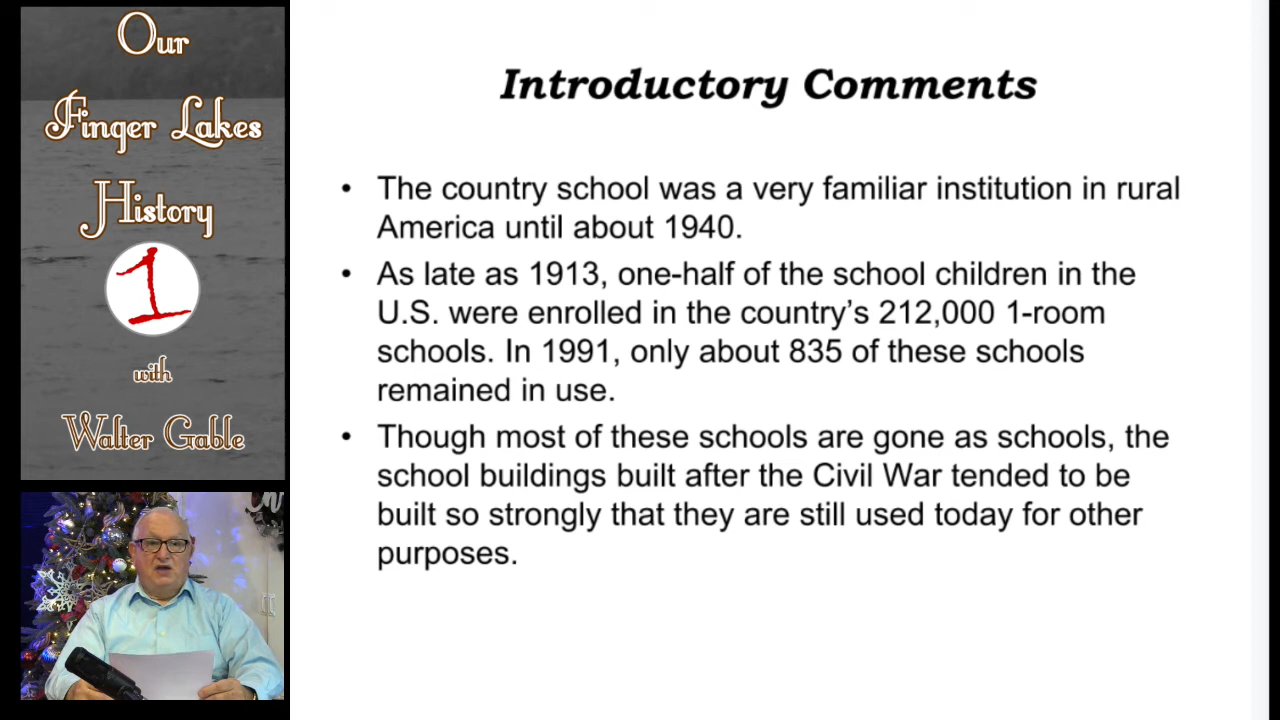 Our
Finger Lakes
History
1
with
Walter Gable
Introductory Comments
• The country school was a very familiar institution in rural
America until about 1940.
• As late as 1913, one-half of the school children in the
U.S. were enrolled in the country's 212,000 1-room
schools. In 1991, only about 835 of these schools
remained in use.
• Though most of these schools are gone as schools, the
school buildings built after the Civil War tended to be
built so strongly that they are still used today for other
purposes.